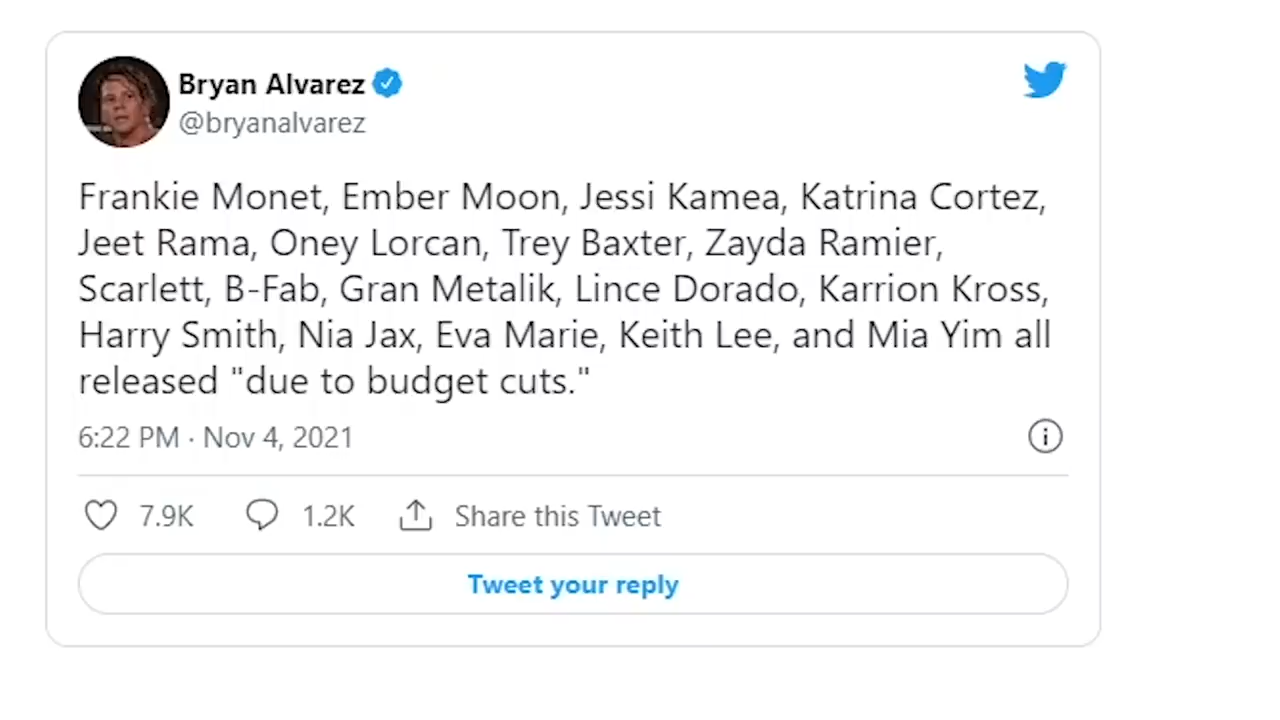 Bryan Alvarez
@bryanalvarez
Frankie Monet, Ember Moon, Jessi Kamea, Katrina Cortez,
Jeet Rama, Oney Lorcan, Trey Baxter, Zayda Ramier,
Scarlett, B-Fab, Gran Metalik, Lince Dorado, Karrion Kross,
Harry Smith, Nia Jax, Eva Marie, Keith Lee, and Mia Yim all
released "due to budget cuts."
6:22 PM · Nov 4, 2021
7.9K 1.2K Share this Tweet
Tweet your reply